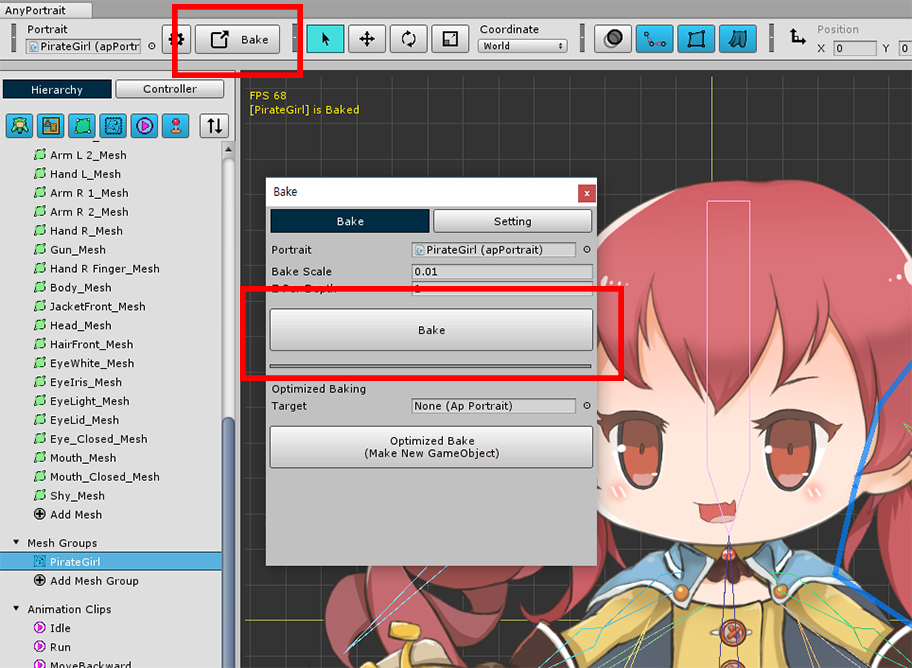 AnyPortrait
Portrait
PirateGirl (apPortr
Bake
Coordinate
World
Position
X 0 Y 0
Hierarchy
Controller
FPS 68
[PirateGirl] is Baked
Arm L 2_Mesh
Hand L_Mesh
Arm R 1_Mesh
Arm R 2_Mesh
Hand R_Mesh
Gun_Mesh
Hand R Finger_Mesh
Body_Mesh
JacketFront_Mesh
Head_Mesh
HairFront_Mesh
EyeWhite_Mesh
EyeIris_Mesh
EyeLight_Mesh
EyeLid_Mesh
Eye_Closed_Mesh
Mouth_Mesh
Mouth_Closed_Mesh
Shy_Mesh
Add Mesh
Mesh Groups
PirateGirl
Add Mesh Group
Animation Clips
Idle
Run
MoveBackward
Bake
x
Bake
Setting
Portrait
PirateGirl (apPortrait)
Bake Scale
0.01
Z Per Depth
Bake
Optimized Baking
Target
None (Ap Portrait)
Optimized Bake
(Make New GameObject)